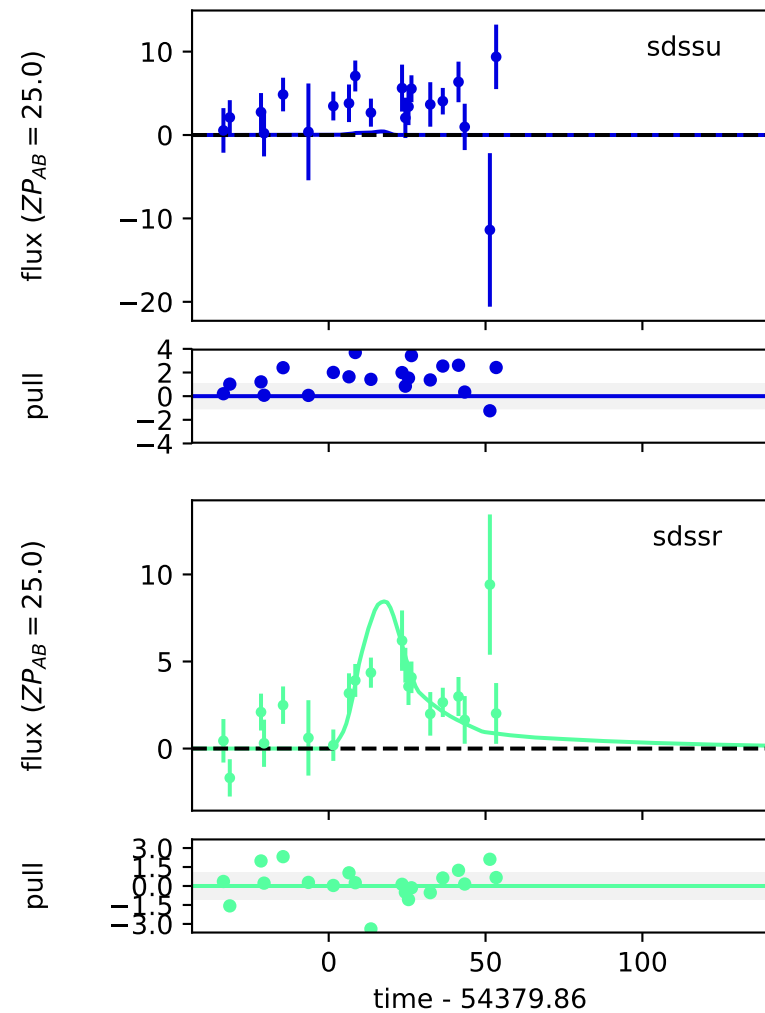 sdssu
flux (ZP_AB = 25.0)
10
0
−10
−20
pull
4
2
0
−2
−4
sdssr
flux (ZP_AB = 25.0)
10
5
0
pull
3.0
1.5
0.0
−1.5
−3.0
0 50 100
time - 54379.86